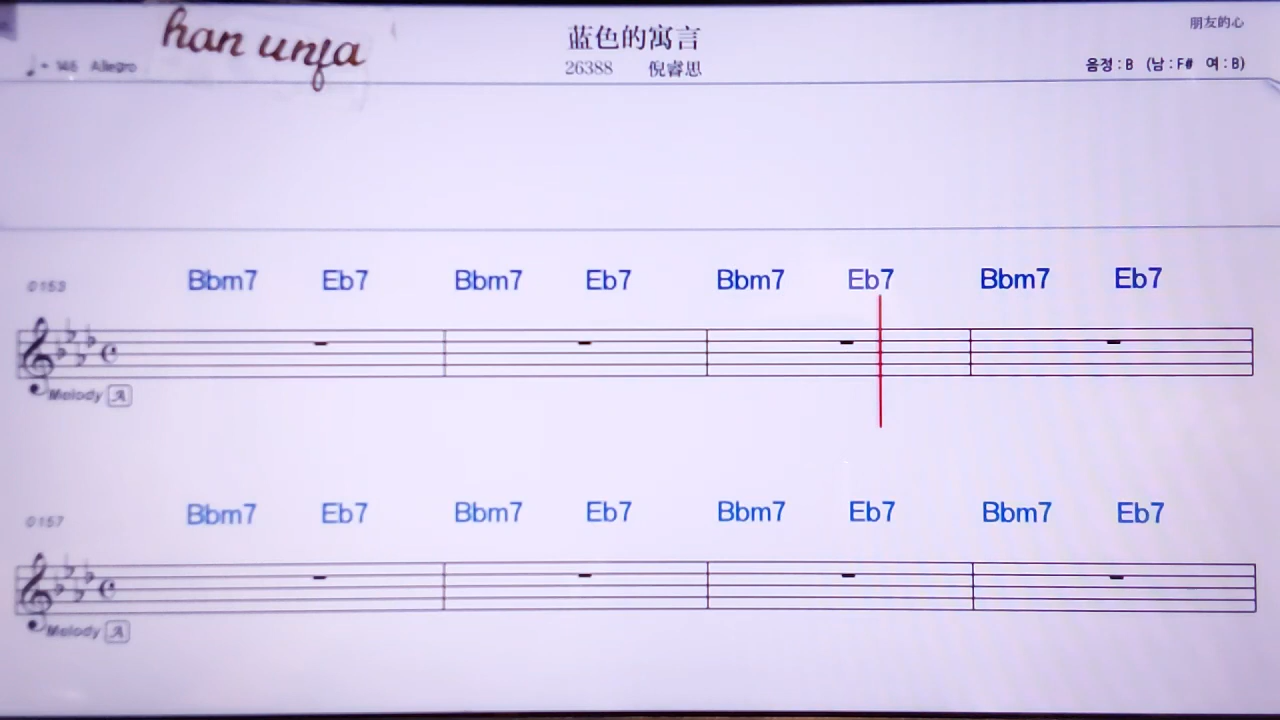 han unfa
蓝色的寓言
朋友的心
♩= 146 Allegro
26388 倪睿思
음정 : B (남 : F# 여 : B)
Bbm7 Eb7 Bbm7 Eb7 Bbm7 Eb7 Bbm7 Eb7
0153
Melody A
Bbm7 Eb7 Bbm7 Eb7 Bbm7 Eb7 Bbm7 Eb7
0157
Melody A